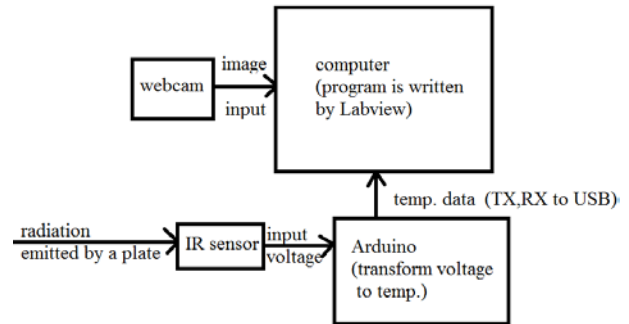 image
webcam
input
computer
(program is written
by Labview)
temp. data (TX,RX to USB)
radiation
emitted by a plate
IR sensor
input
voltage
Arduino
(transform voltage
to temp.)